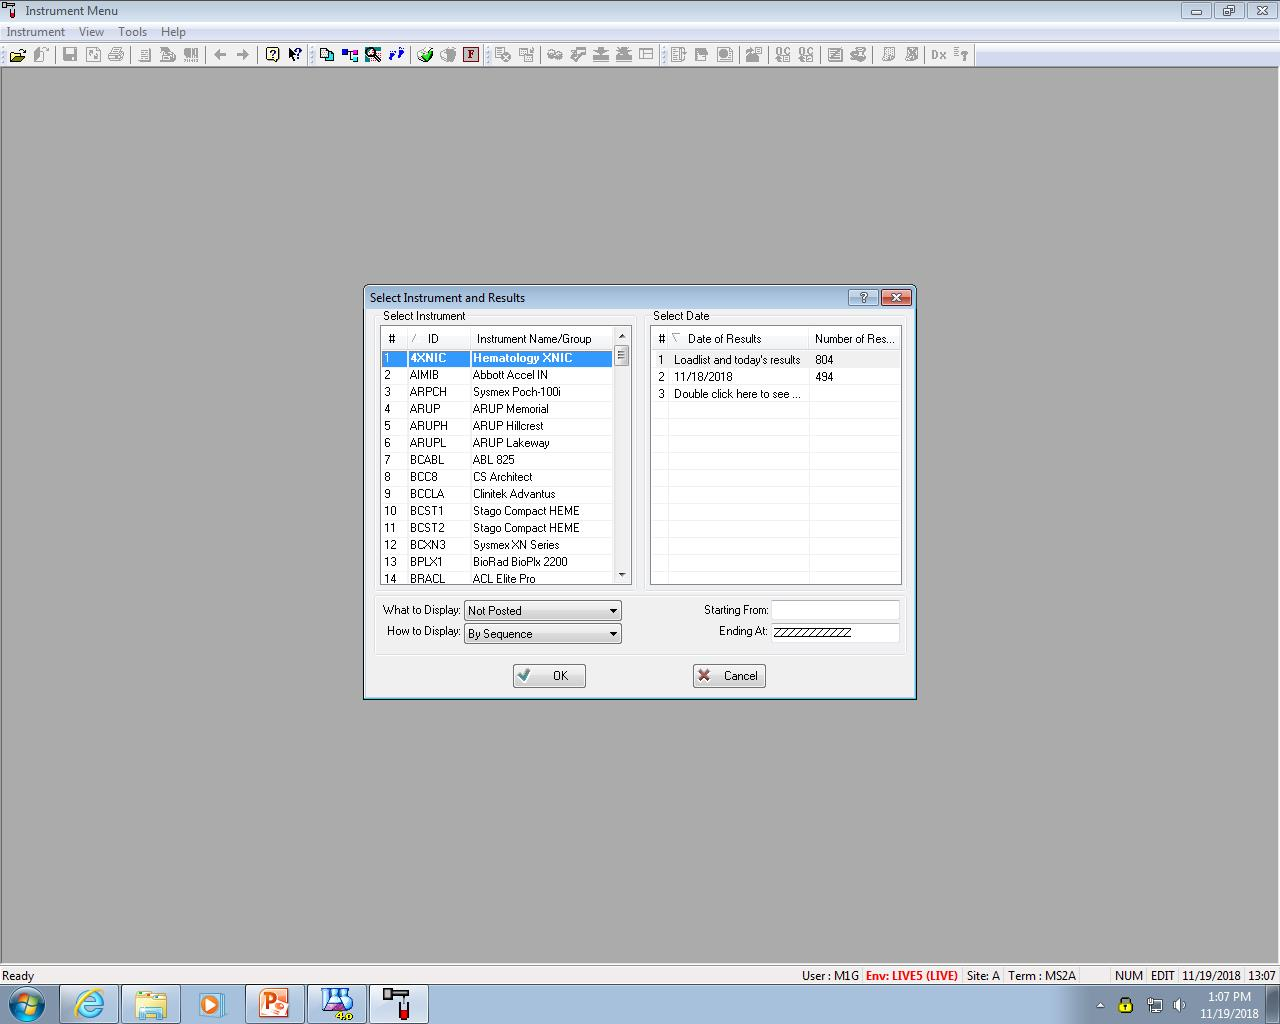 Instrument Menu
Instrument View Tools Help
F QC QC Dx
Select Instrument and Results
Select Instrument
# ID Instrument Name/Group
1 4XNIC Hematology XNIC
2 AIMIB Abbott Accel IN
3 ARPCH Sysmex Poch-100i
4 ARUP ARUP Memorial
5 ARUPH ARUP Hillcrest
6 ARUPL ARUP Lakeway
7 BCABL ABL 825
8 BCC8 CS Architect
9 BCCLA Clinitek Advantus
10 BCST1 Stago Compact HEME
11 BCST2 Stago Compact HEME
12 BCXN3 Sysmex XN Series
13 BPLX1 BioRad BioPlx 2200
14 BRACL ACL Elite Pro
Select Date
# Date of Results Number of Res...
1 Loadlist and today's results 804
2 11/18/2018 494
3 Double click here to see ...
What to Display: Not Posted
How to Display: By Sequence
Starting From:
Ending At:
OK
Cancel
Ready
User : M1G Env: LIVE5 (LIVE) Site: A Term : MS2A NUM EDIT 11/19/2018 13:07
4.0
1:07 PM
11/19/2018